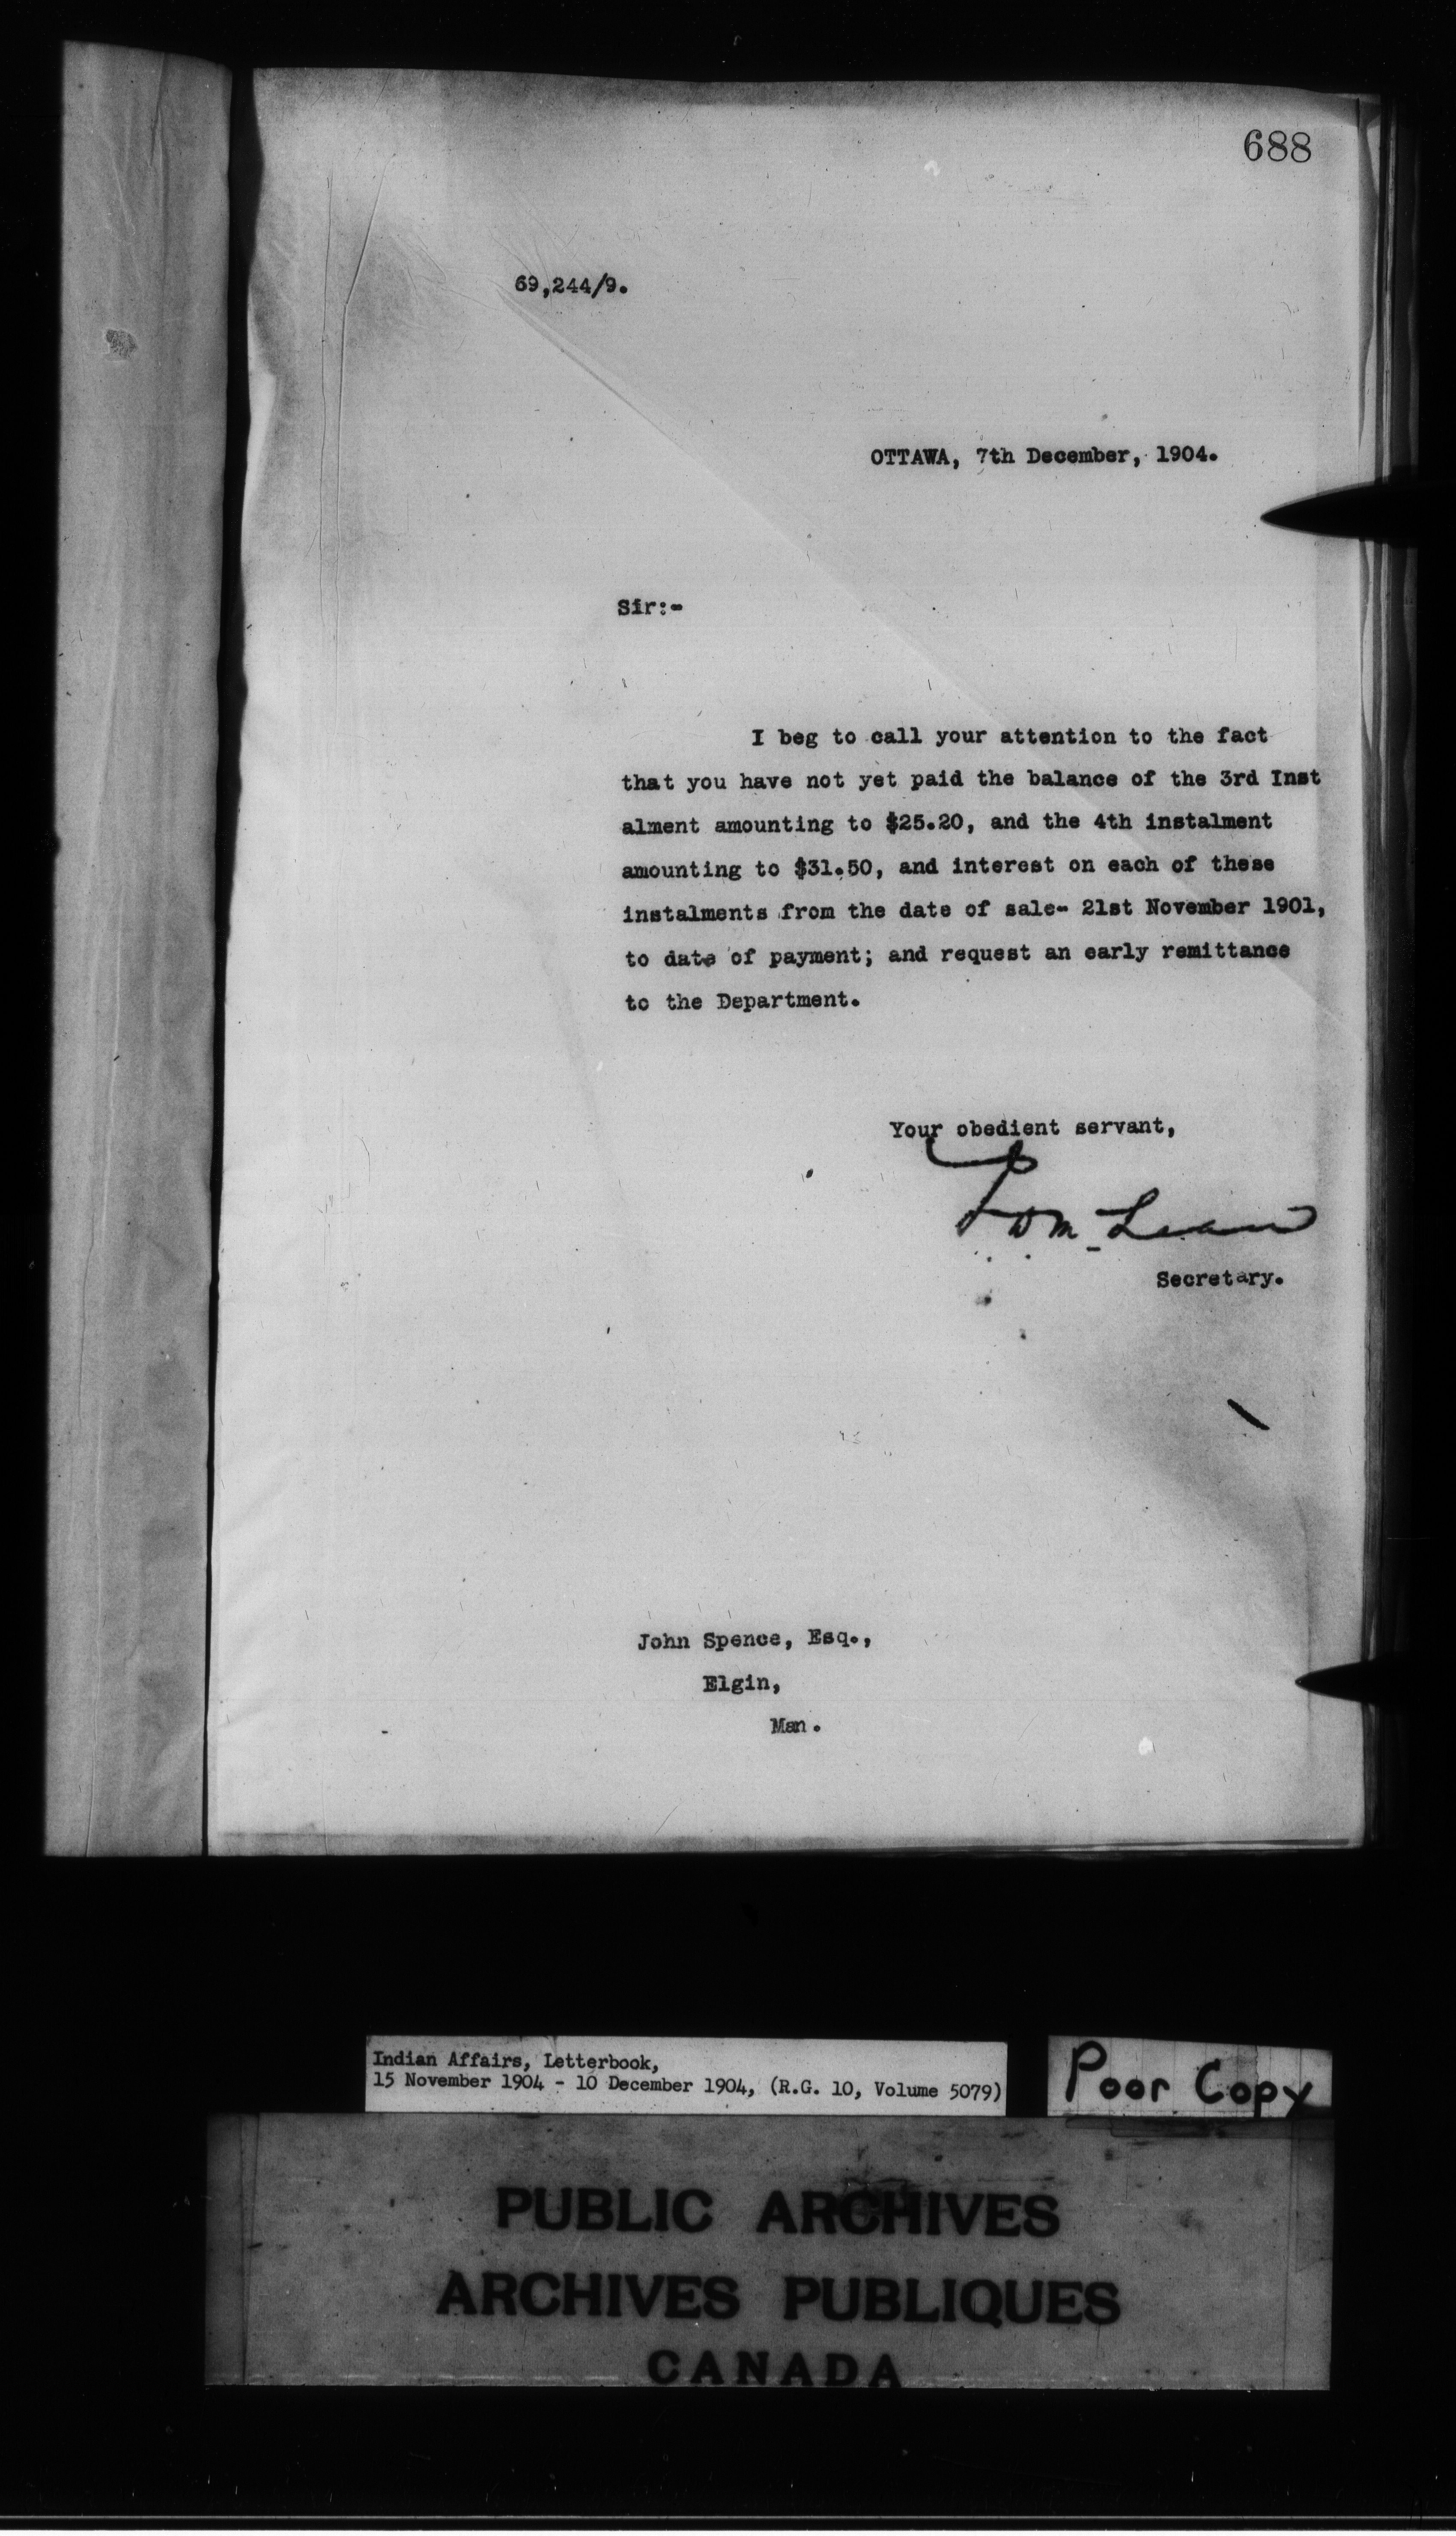 688
69,244/9.
OTTAWA, 7th December, 1904.
Sir:-
I beg to call your attention to the fact
that you have not yet paid the balance of the 3rd Inst
alment amounting to $25.20, and the 4th instalment
amounting to $31.50, and interest on each of these
instalments from the date of sale- 21st November 1901,
to date of payment; and request an early remittance
to the Department.
Your obedient servant,
Secretary.
John Spence, Esq.,
Elgin,
Man.
Indian Affairs, Letterbook,
15 November 1904 - 10 December 1904, (R.G. 10, Volume 5079)
Poor Copy
PUBLIC ARCHIVES
ARCHIVES PUBLIQUES
CANADA